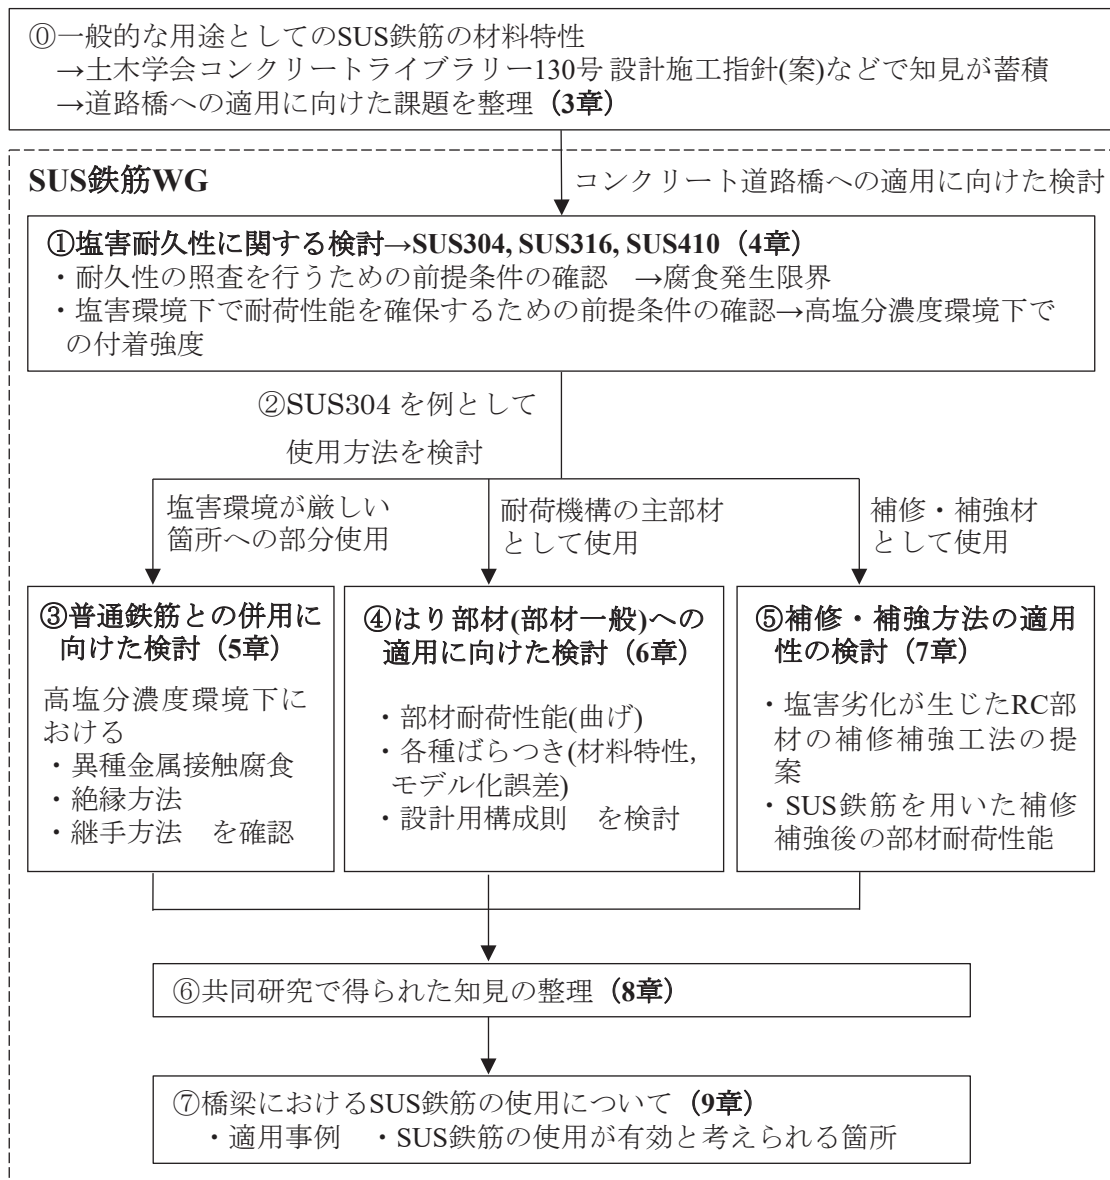 ⓪一般的な用途としてのSUS鉄筋の材料特性
→土木学会コンクリートライブラリー130号 設計施工指針(案)などで知見が蓄積
→道路橋への適用に向けた課題を整理（3章）
SUS鉄筋WG
コンクリート道路橋への適用に向けた検討
①塩害耐久性に関する検討→SUS304, SUS316, SUS410（4章）
・耐久性の照査を行うための前提条件の確認　→腐食発生限界
・塩害環境下で耐荷性能を確保するための前提条件の確認→高塩分濃度環境下で
の付着強度
②SUS304 を例として
使用方法を検討
塩害環境が厳しい
箇所への部分使用
耐荷機構の主部材
として使用
補修・補強材
として使用
③普通鉄筋との併用に
向けた検討（5章）
高塩分濃度環境下に
おける
・異種金属接触腐食
・絶縁方法
・継手方法　を確認
④はり部材(部材一般)への
適用に向けた検討（6章）
・部材耐荷性能(曲げ)
・各種ばらつき(材料特性,
モデル化誤差)
・設計用構成則　を検討
⑤補修・補強方法の適用
性の検討（7章）
・塩害劣化が生じたRC部
材の補修補強工法の提
案
・SUS鉄筋を用いた補修
補強後の部材耐荷性能
⑥共同研究で得られた知見の整理（8章）
⑦橋梁におけるSUS鉄筋の使用について（9章）
・適用事例　・SUS鉄筋の使用が有効と考えられる箇所